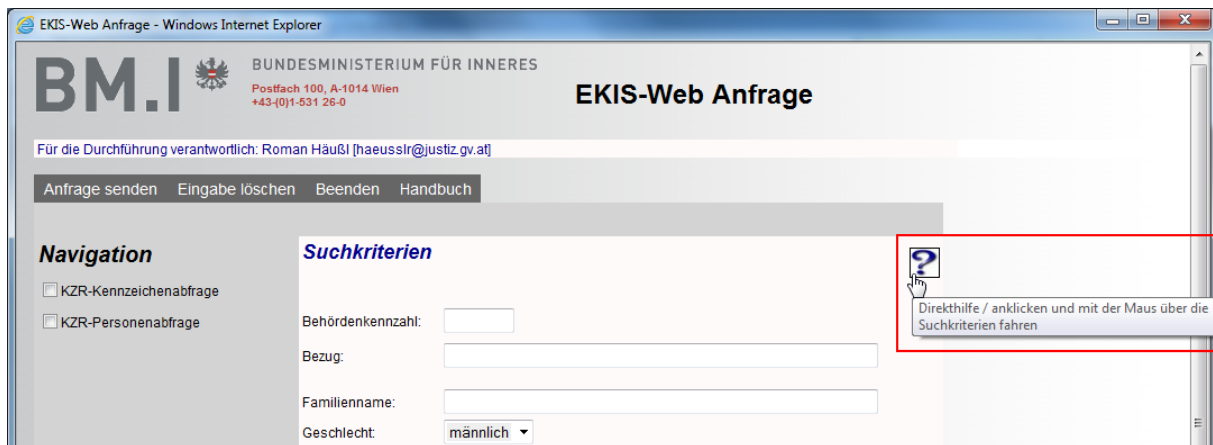 EKIS-Web Anfrage - Windows Internet Explorer
BM.I
BUNDESMINISTERIUM FÜR INNERES
Postfach 100, A-1014 Wien
+43-(0)1-531 26-0
EKIS-Web Anfrage
Für die Durchführung verantwortlich: Roman Häußl [haeusslr@justiz.gv.at]
Anfrage senden Eingabe löschen Beenden Handbuch
Navigation
KZR-Kennzeichenabfrage
KZR-Personenabfrage
Suchkriterien
?
Direkthilfe / anklicken und mit der Maus über die
Suchkriterien fahren
Behördenkennzahl:
Bezug:
Familienname:
Geschlecht: männlich